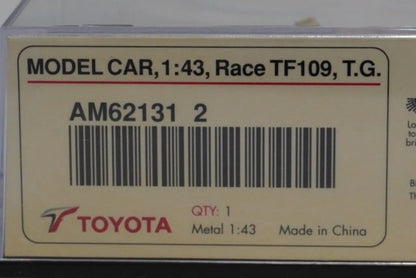 MODEL CAR, 1:43, Race TF109, T.G.
AM62131 2
TOYOTA
QTY: 1
Metal 1:43 Made in China